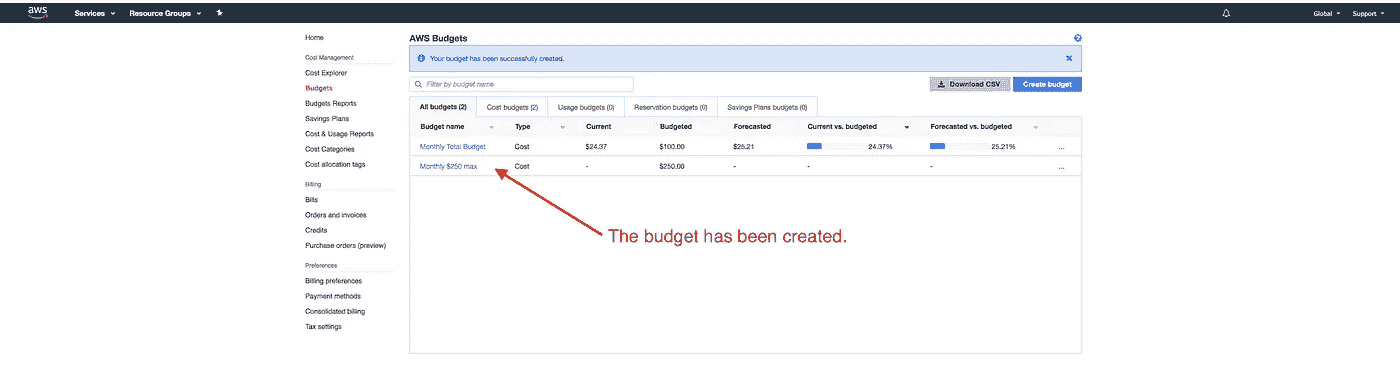 aws Services Resource Groups Global Support
Home
Cost Management
Cost Explorer
Budgets
Budgets Reports
Savings Plans
Cost & Usage Reports
Cost Categories
Cost allocation tags
Billing
Bills
Orders and invoices
Credits
Purchase orders (preview)
Preferences
Billing preferences
Payment methods
Consolidated billing
Tax settings
AWS Budgets
Your budget has been successfully created.
Filter by budget name Download CSV Create budget
All budgets (2) Cost budgets (2) Usage budgets (0) Reservation budgets (0) Savings Plans budgets (0)
Budget name Type Current Budgeted Forecasted Current vs. budgeted Forecasted vs. budgeted
Monthly Total Budget Cost $24.37 $100.00 $25.21 24.37% 25.21% ...
Monthly $250 max Cost - $250.00 - - - ...
The budget has been created.